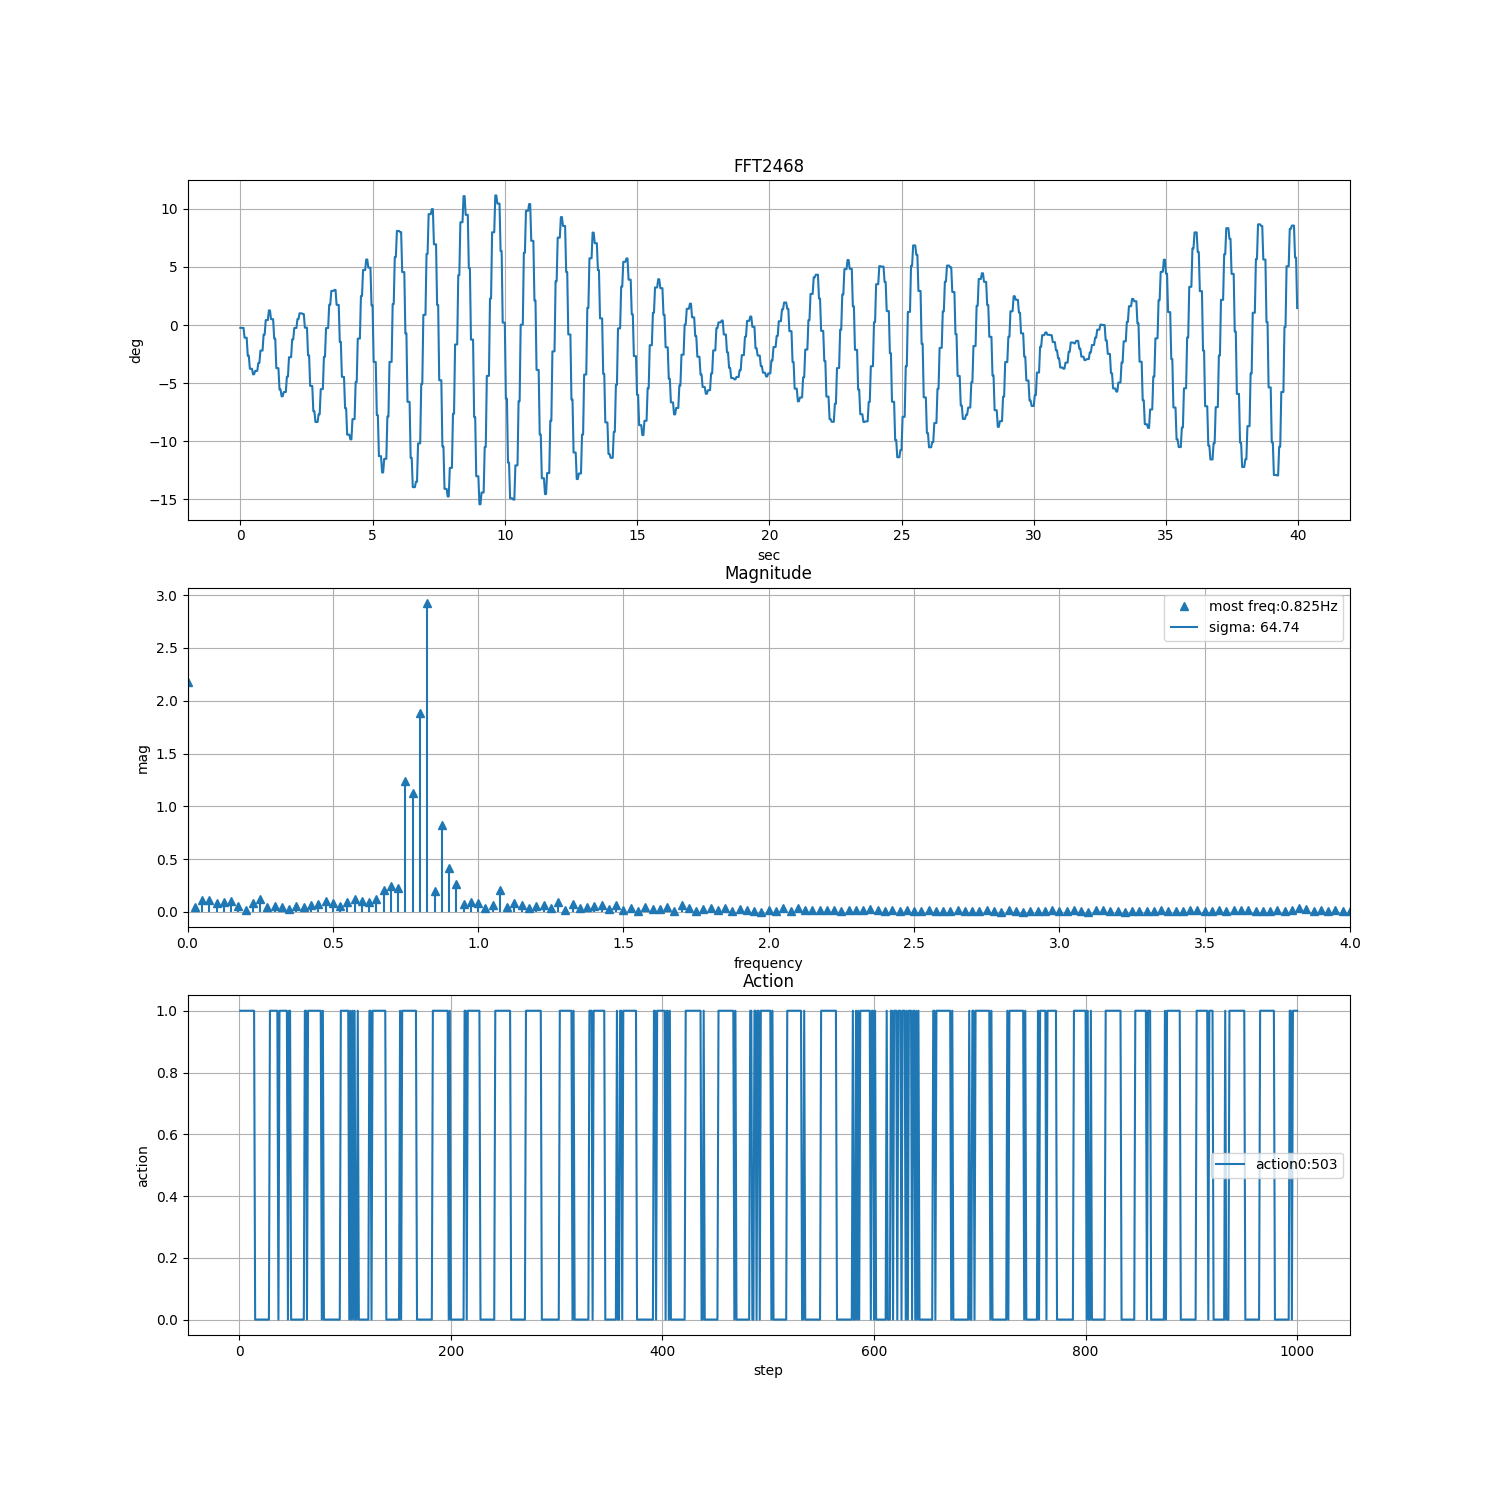 FFT2468
10
5
0
−5
−10
−15
deg
0 5 10 15 20 25 30 35 40
sec
Magnitude
3.0
2.5
2.0
1.5
1.0
0.5
0.0
mag
most freq:0.825Hz
sigma: 64.74
0.0 0.5 1.0 1.5 2.0 2.5 3.0 3.5 4.0
frequency
Action
1.0
0.8
0.6
0.4
0.2
0.0
action
action0:503
0 200 400 600 800 1000
step